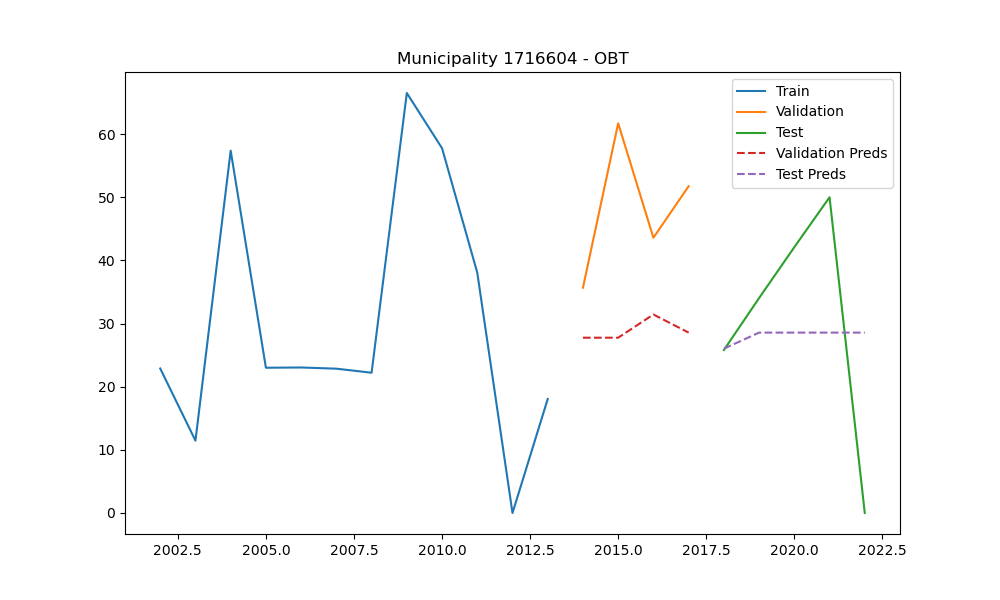 Municipality 1716604 - OBT
Train
Validation
Test
Validation Preds
Test Preds
60
50
40
30
20
10
0
2002.5 2005.0 2007.5 2010.0 2012.5 2015.0 2017.5 2020.0 2022.5